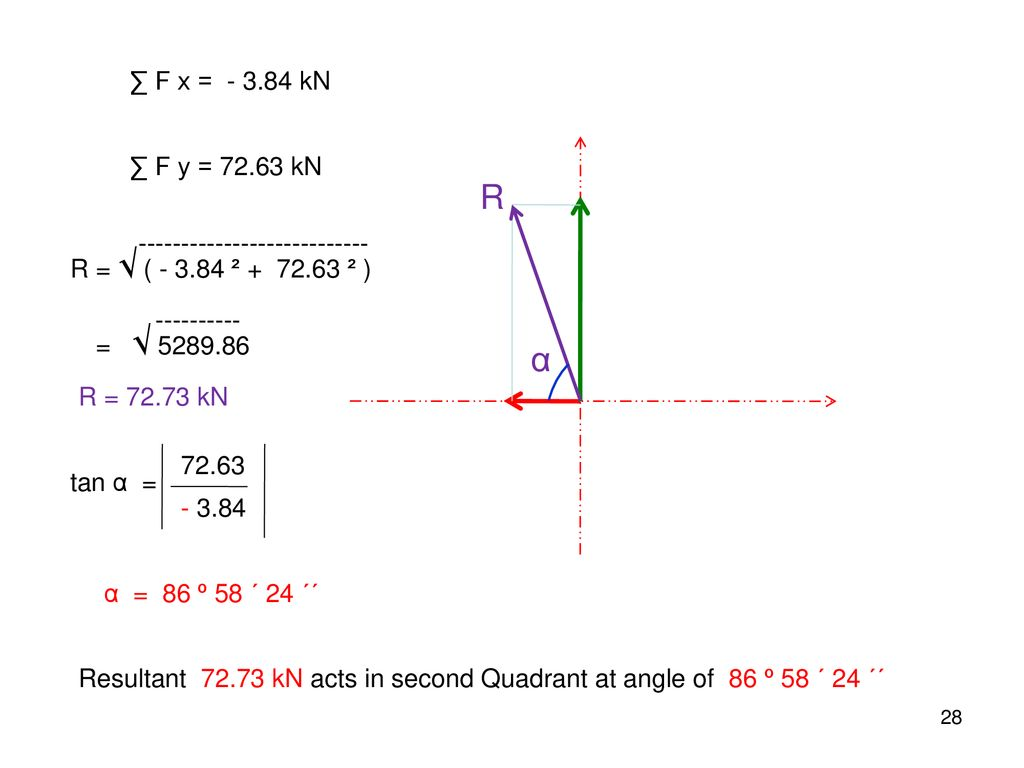 ∑ F x = - 3.84 kN
∑ F y = 72.63 kN
R
---------------------------
R = √ ( - 3.84 ² + 72.63 ² )
----------
= √ 5289.86
α
R = 72.73 kN
72.63
tan α =
- 3.84
α = 86 º 58 ´ 24 ´´
Resultant 72.73 kN acts in second Quadrant at angle of 86 º 58 ´ 24 ´´
28